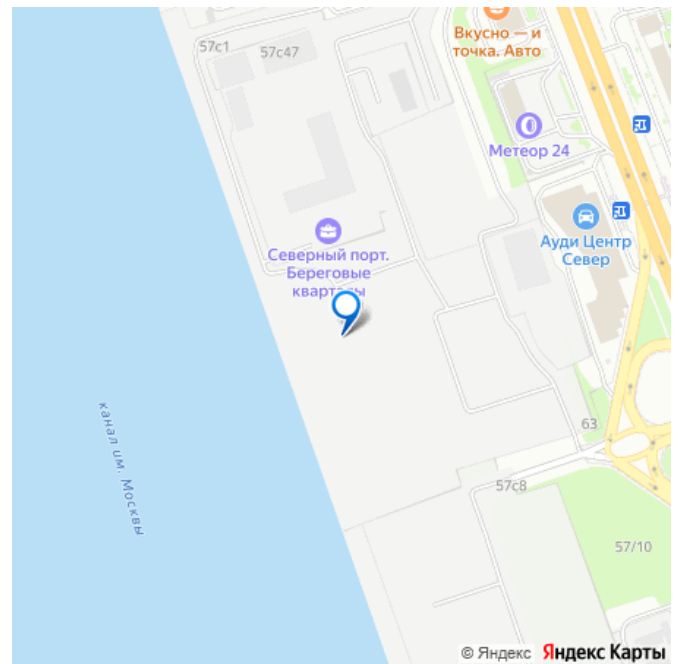 Вкусно — и
точка. Авто
57с1
57с47
Метеор 24
Ауди Центр
Север
Северный порт.
Береговые
кварталы
канал им. Москвы
63
57с8
57/10
© Яндекс Яндекс Карты